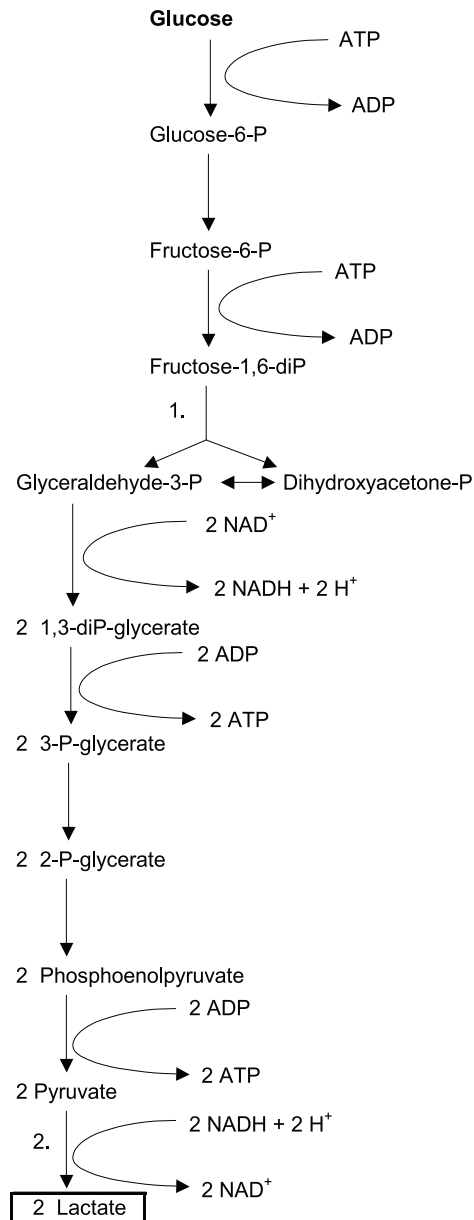 Glucose
ATP
ADP
Glucose-6-P
Fructose-6-P
ATP
ADP
Fructose-1,6-diP
1.
Glyceraldehyde-3-P
Dihydroxyacetone-P
2 NAD⁺
2 NADH + 2 H⁺
2 1,3-diP-glycerate
2 ADP
2 ATP
2 3-P-glycerate
2 2-P-glycerate
2 Phosphoenolpyruvate
2 ADP
2 ATP
2 Pyruvate
2 NADH + 2 H⁺
2.
2 NAD⁺
2 Lactate